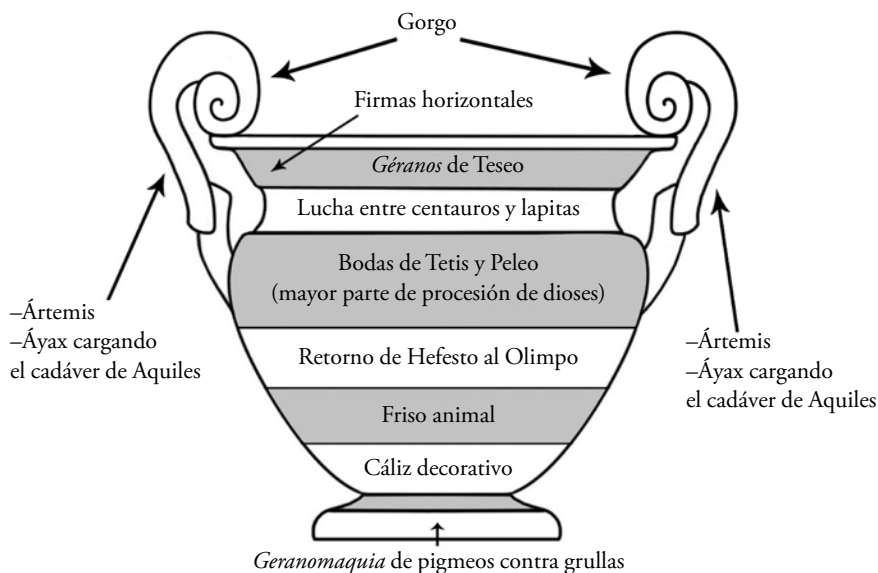 Gorgo
Firmas horizontales
Géranos de Teseo
Lucha entre centauros y lapitas
Bodas de Tetis y Peleo
(mayor parte de procesión de dioses)
–Ártemis
–Áyax cargando
el cadáver de Aquiles
Retorno de Hefesto al Olimpo
–Ártemis
–Áyax cargando
el cadáver de Aquiles
Friso animal
Cáliz decorativo
Geranomaquia de pigmeos contra grullas